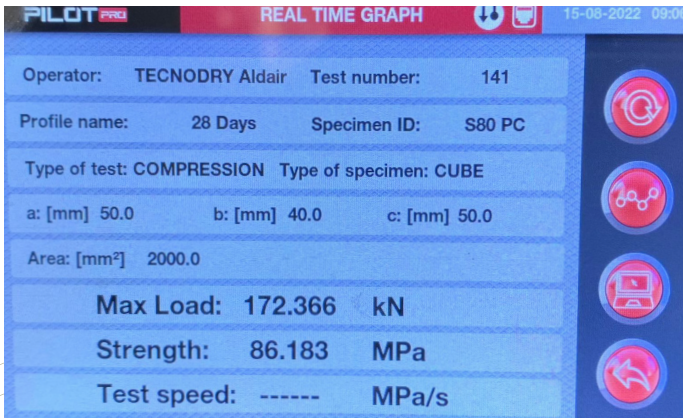 PILOT PRO REAL TIME GRAPH 15-08-2022 09:06
Operator: TECNODRY Aldair Test number: 141
Profile name: 28 Days Specimen ID: S80 PC
Type of test: COMPRESSION Type of specimen: CUBE
a: [mm] 50.0 b: [mm] 40.0 c: [mm] 50.0
Area: [mm²] 2000.0
Max Load: 172.366 kN
Strength: 86.183 MPa
Test speed: ------ MPa/s